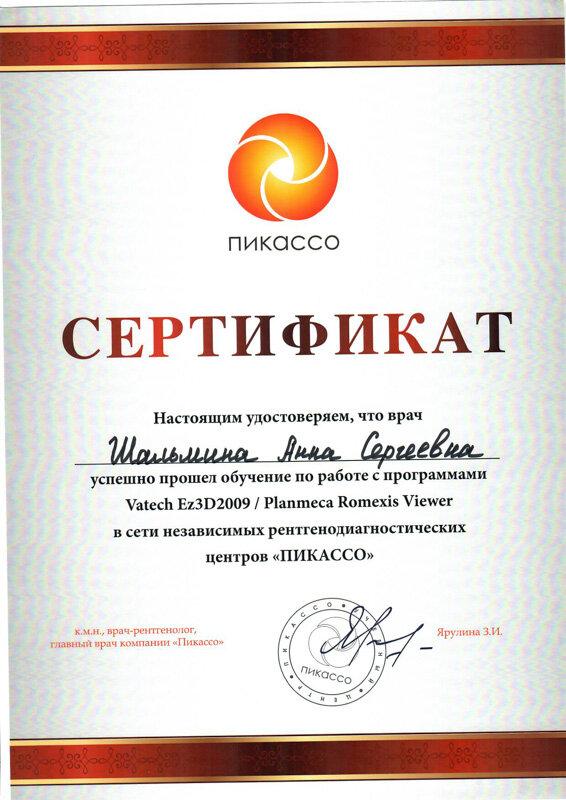 ПИКАССО
СЕРТИФИКАТ
Настоящим удостоверяем, что врач
Шальмина Анна Сергеевна
успешно прошел обучение по работе с программами
Vatech Ez3D2009 / Planmeca Romexis Viewer
в сети независимых рентгенодиагностических
центров «ПИКАССО»
к.м.н., врач-рентгенолог,
главный врач компании «Пикассо»
Ярулина З.И.
ПИКАССО
ПИКАССО